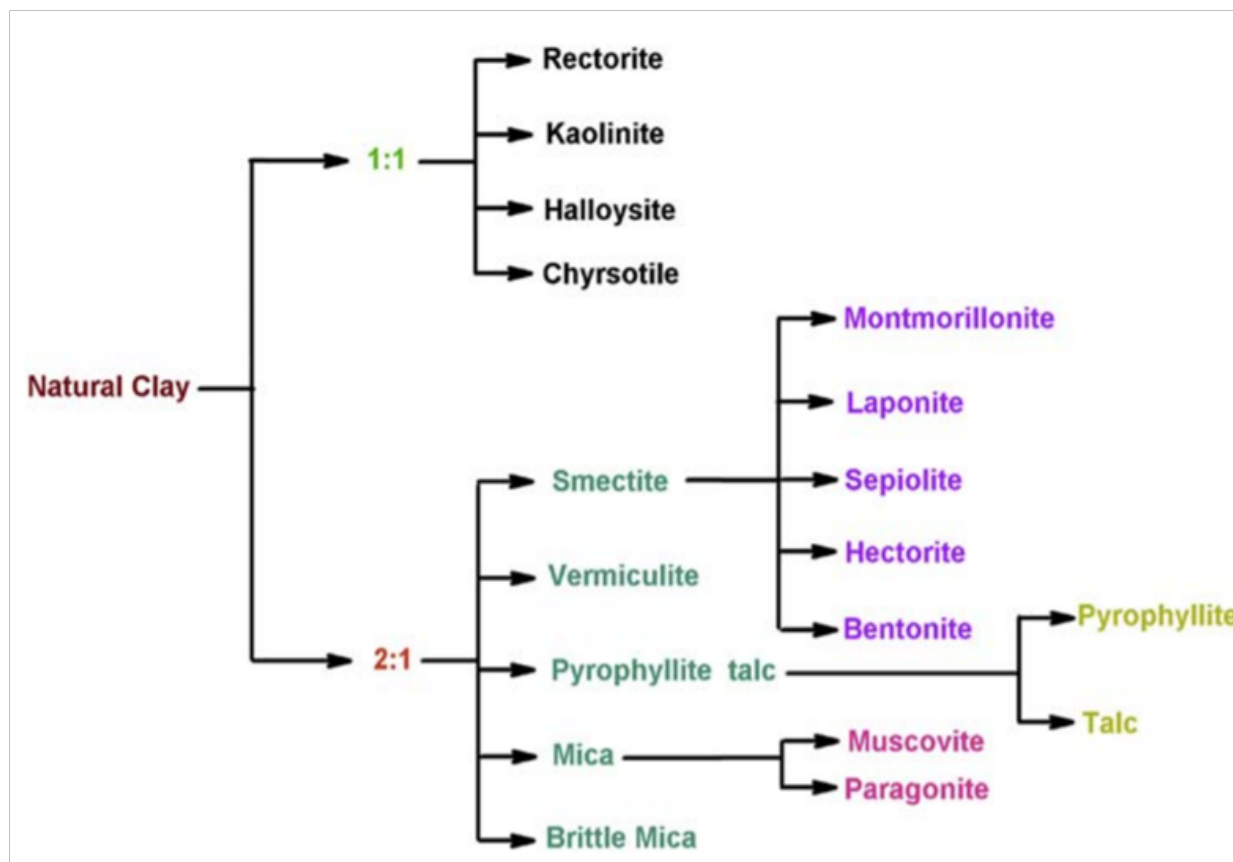 Rectorite
Kaolinite
1:1
Halloysite
Chyrsotile
Montmorillonite
Natural Clay
Laponite
Smectite
Sepiolite
Hectorite
Vermiculite
Bentonite
Pyrophyllite
2:1
Pyrophyllite talc
Talc
Mica
Muscovite
Paragonite
Brittle Mica